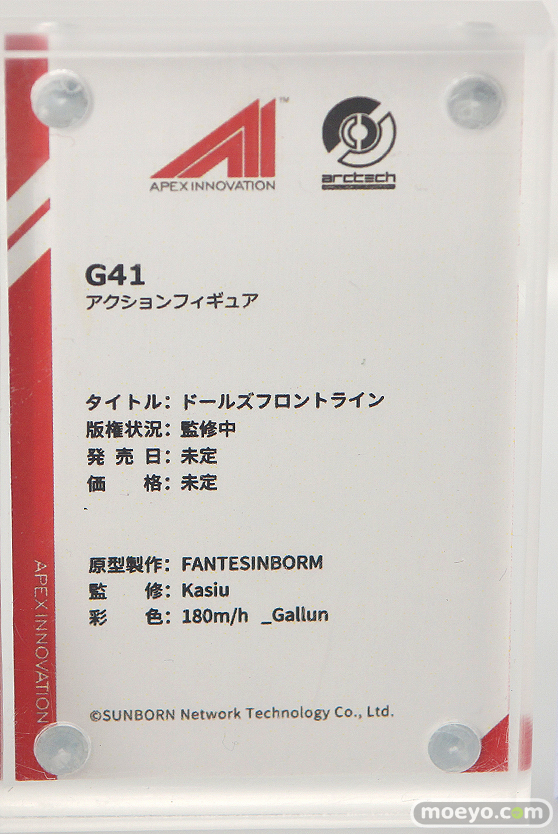 TM
APEX INNOVATION
arctech
G41
アクションフィギュア
タイトル：ドールズフロントライン
版権状況：監修中
発売日：未定
価　格：未定
原型製作：FANTESINBORM
監　修：Kasiu
彩　色：180m/h _Gallun
APEX INNOVATION
©SUNBORN Network Technology Co., Ltd.
moeyo.com